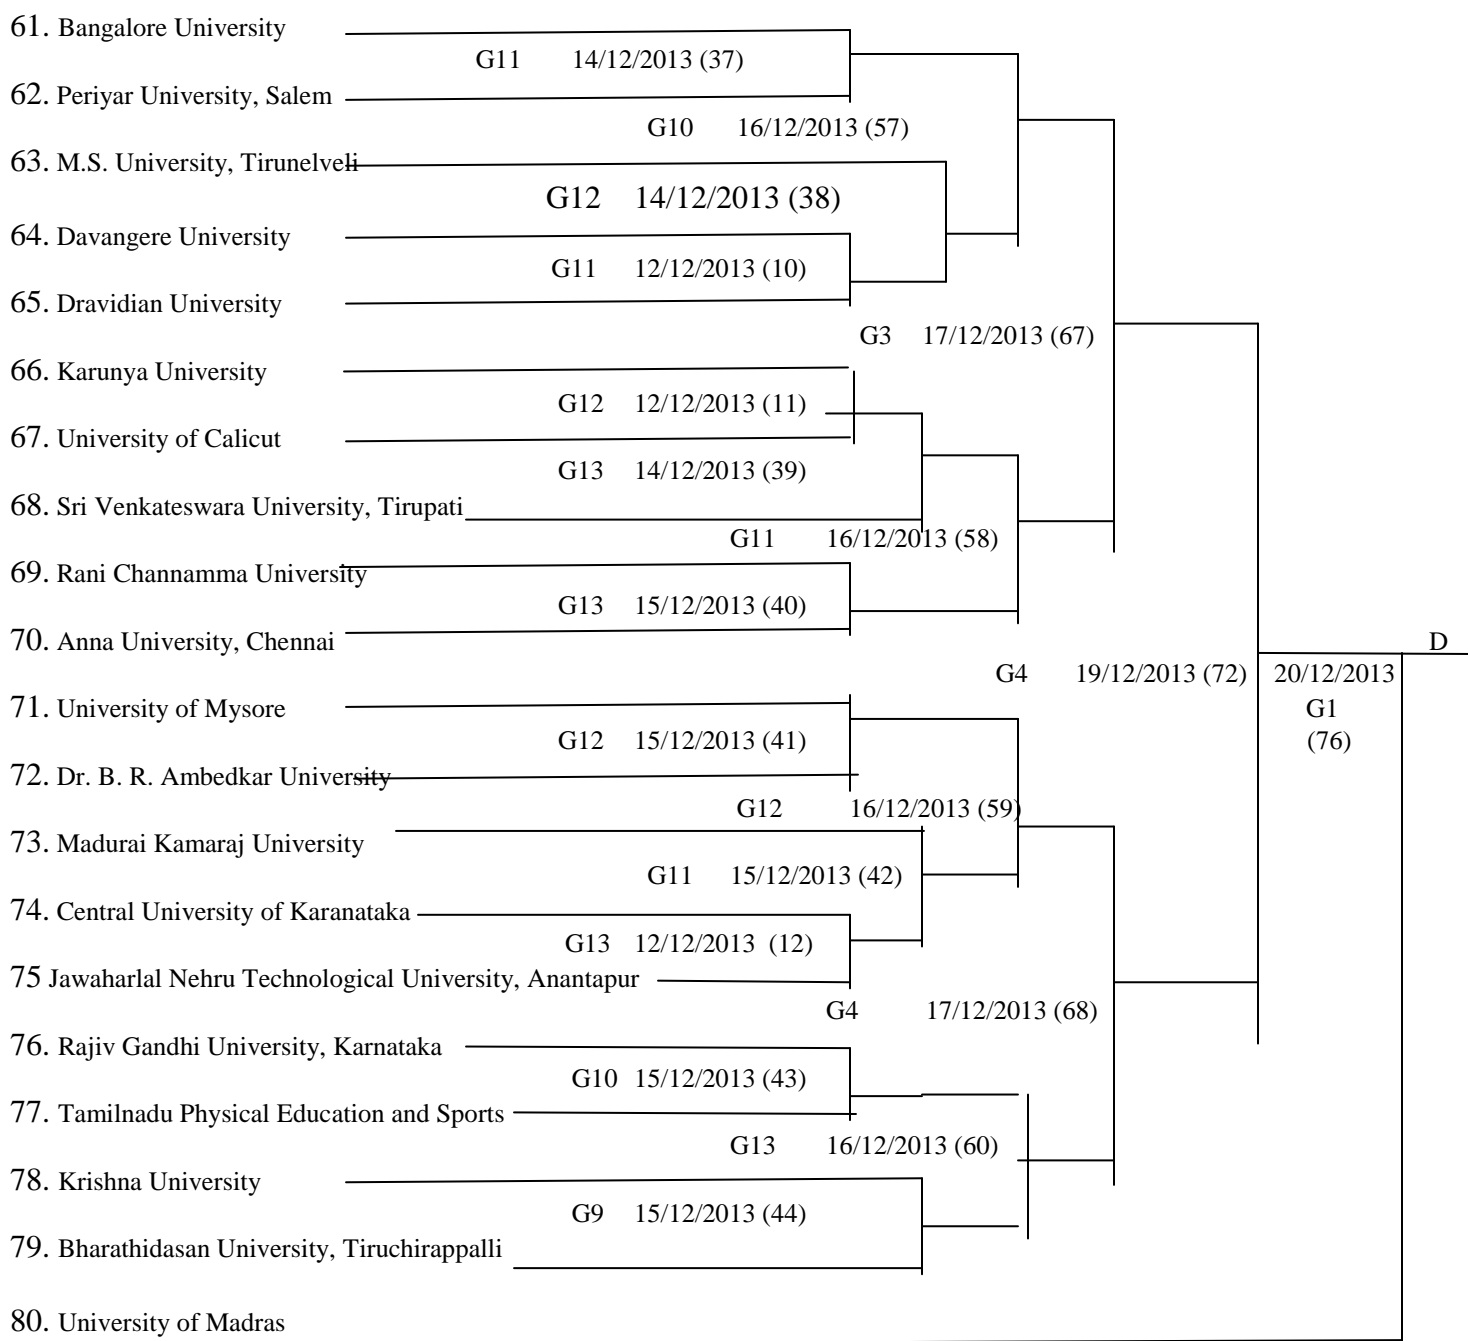 61. Bangalore University
G11 14/12/2013 (37)
62. Periyar University, Salem
G10 16/12/2013 (57)
63. M.S. University, Tirunelveli
G12 14/12/2013 (38)
64. Davangere University
G11 12/12/2013 (10)
65. Dravidian University
G3 17/12/2013 (67)
66. Karunya University
G12 12/12/2013 (11)
67. University of Calicut
G13 14/12/2013 (39)
68. Sri Venkateswara University, Tirupati
G11 16/12/2013 (58)
69. Rani Channamma University
G13 15/12/2013 (40)
70. Anna University, Chennai
D
G4 19/12/2013 (72) 20/12/2013
71. University of Mysore
G1
G12 15/12/2013 (41)
(76)
72. Dr. B. R. Ambedkar University
G12 16/12/2013 (59)
73. Madurai Kamaraj University
G11 15/12/2013 (42)
74. Central University of Karanataka
G13 12/12/2013 (12)
75 Jawaharlal Nehru Technological University, Anantapur
G4 17/12/2013 (68)
76. Rajiv Gandhi University, Karnataka
G10 15/12/2013 (43)
77. Tamilnadu Physical Education and Sports
G13 16/12/2013 (60)
78. Krishna University
G9 15/12/2013 (44)
79. Bharathidasan University, Tiruchirappalli
80. University of Madras